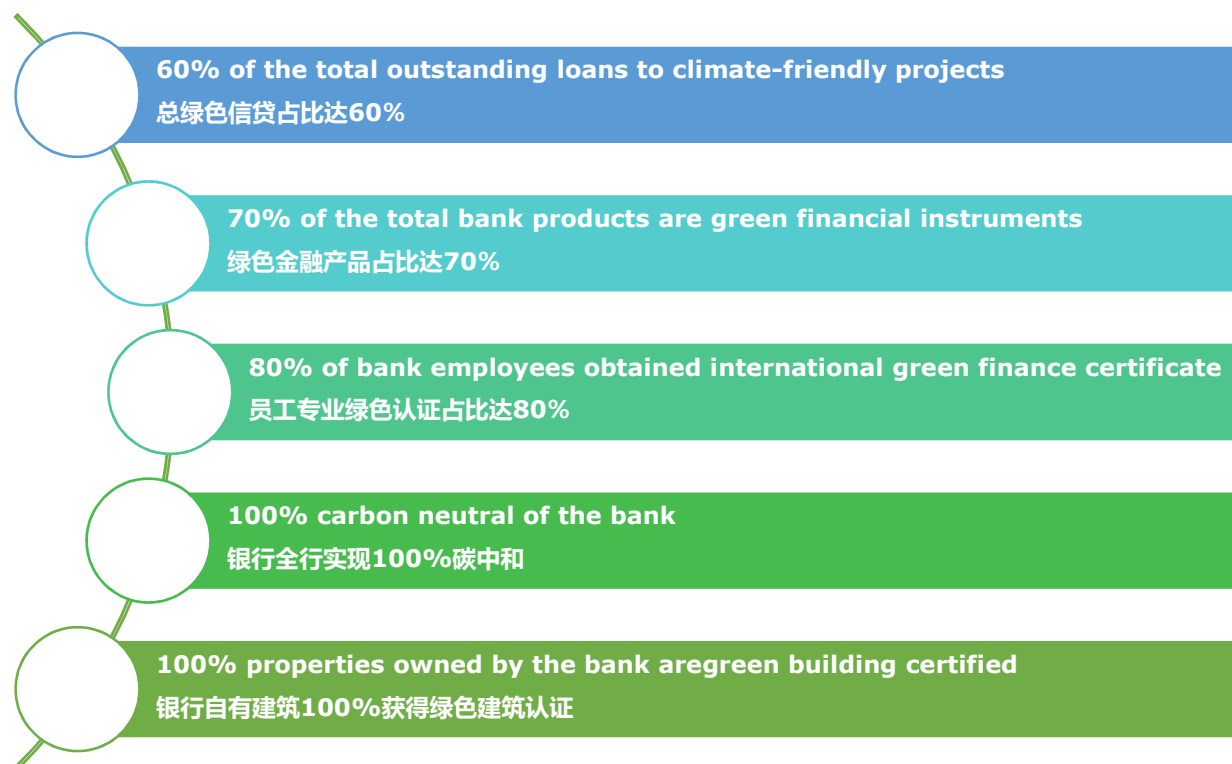 60% of the total outstanding loans to climate-friendly projects
总绿色信贷占比达60%
70% of the total bank products are green financial instruments
绿色金融产品占比达70%
80% of bank employees obtained international green finance certificate
员工专业绿色认证占比达80%
100% carbon neutral of the bank
银行全行实现100%碳中和
100% properties owned by the bank aregreen building certified
银行自有建筑100%获得绿色建筑认证